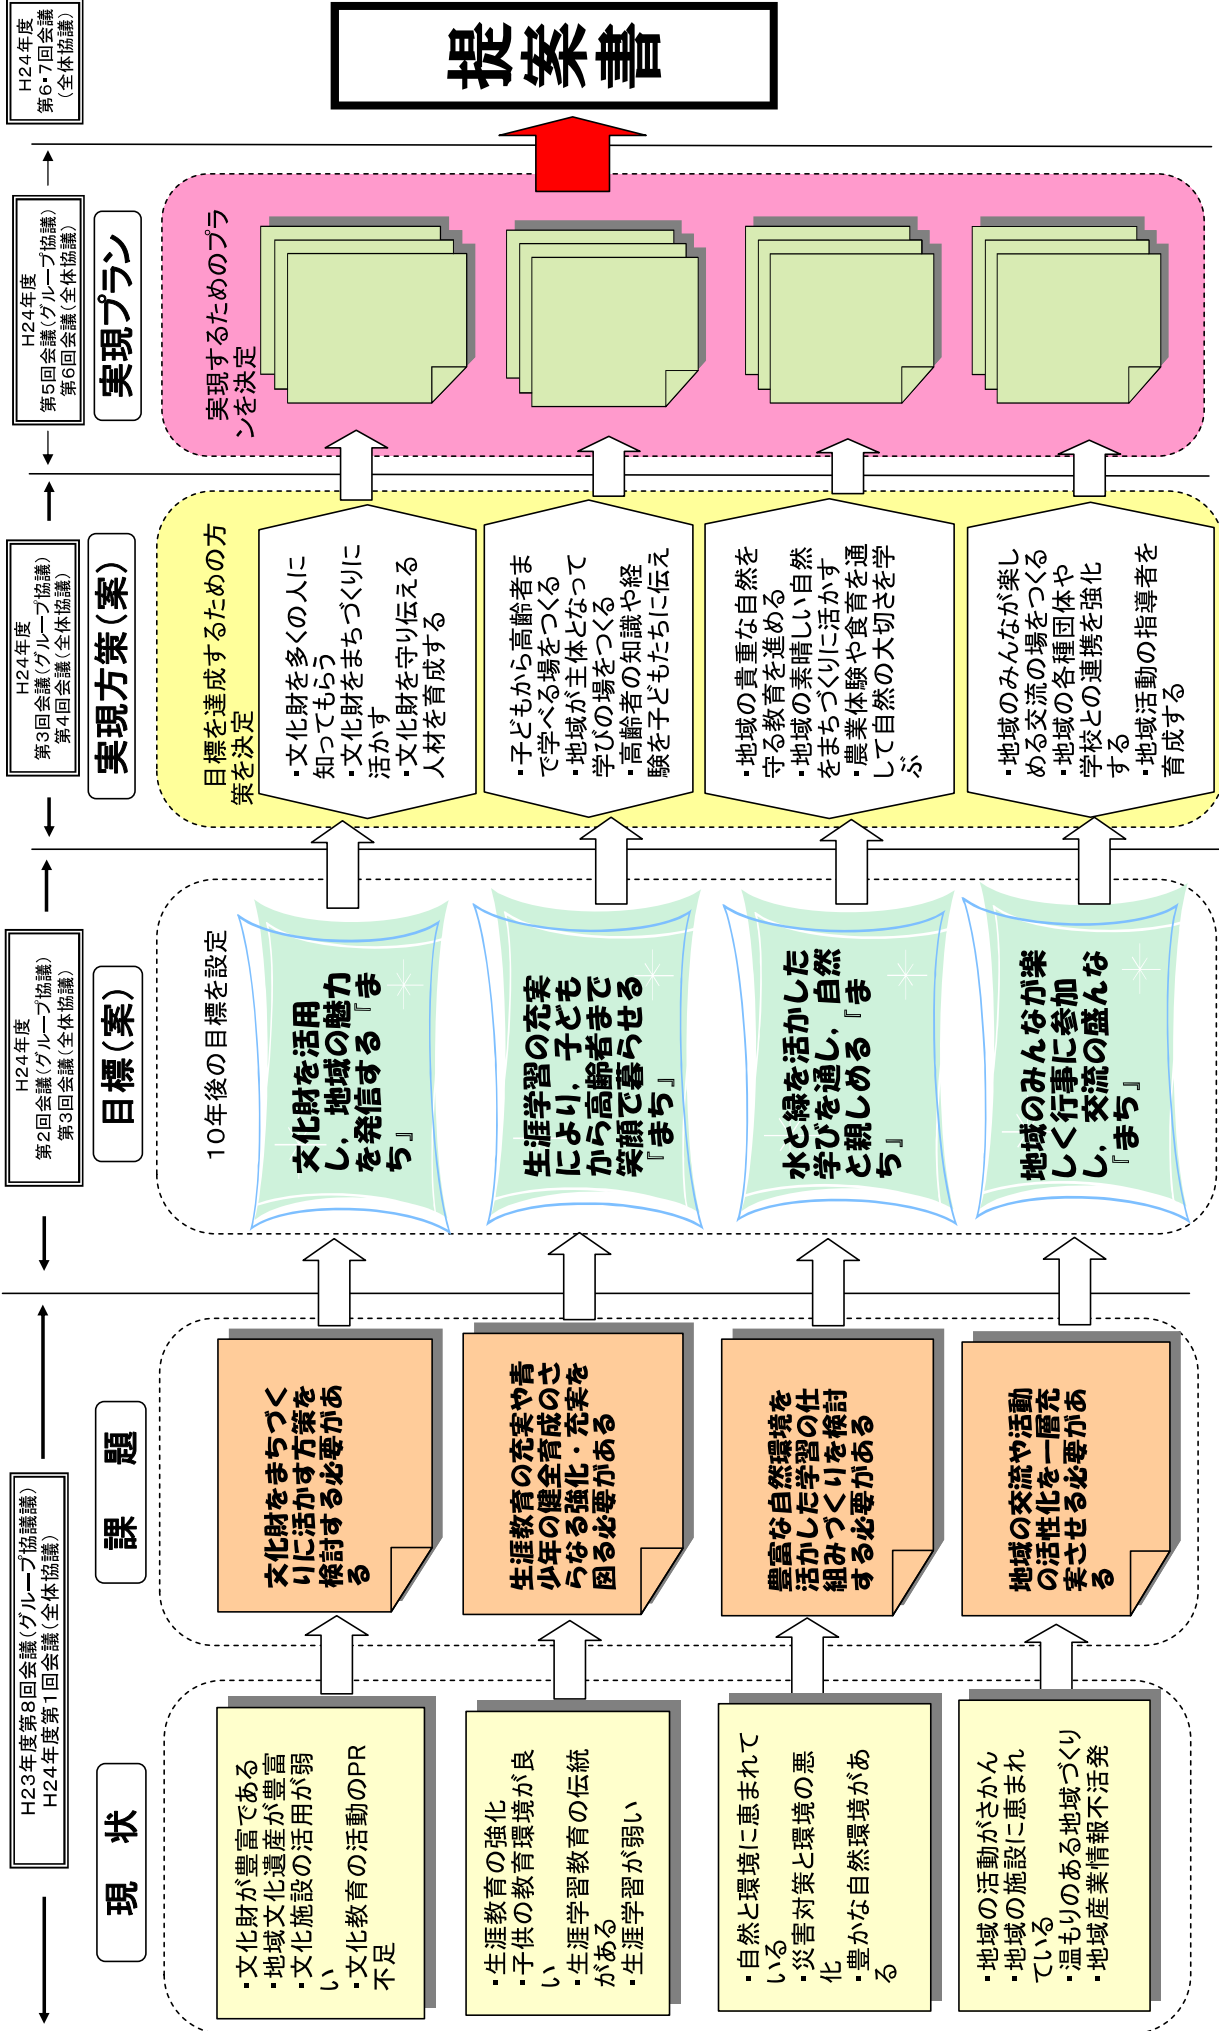 H23年度第8回会議(グループ協議議)
H24年度第1回会議(全体協議)
現 状
・文化財が豊富である
・地域文化遺産が豊富
・文化施設の活用が弱
い
・文化教育の活動のPR
不足
・生涯教育の強化
・子供の教育環境が良
い
・生涯学習教育の伝統
がある
・生涯学習が弱い
・自然と環境に恵まれて
いる
・災害対策と環境の悪
化
・豊かな自然環境があ
る
・地域の活動がさかん
・地域の施設に恵まれ
ている
・温もりのある地域づくり
・地域産業情報不活発
課 題
文化財をまちづく
りに活かす方策を
検討する必要があ
る
生涯教育の充実や青
少年の健全育成のさ
らなる強化・充実を
図る必要がある
豊富な自然環境を
活かした学習の仕
組みづくりを検討
する必要がある
地域の交流や活動
の活性化を一層充
実させる必要があ
る
H24年度
第2回会議(グループ協議)
第3回会議(全体協議)
目標(案)
10年後の目標を設定
文化財を活用
し,地域の魅力
を発信する『ま
ち』
生涯学習の充実
により,子ども
から高齢者まで
笑顔で暮らせる
『まち』
水と緑を活かした
学びを通し,自然
と親しめる『ま
ち』
地域のみんなが楽
しく行事に参加
し,交流の盛んな
『まち』
H24年度
第3回会議(グループ協議)
第4回会議(全体協議)
実現方策(案)
目標を達成するための方
策を決定
・文化財を多くの人に
知ってもらう
・文化財をまちづくりに
活かす
・文化財を守り伝える
人材を育成する
・子どもから高齢者ま
で学べる場をつくる
・地域が主体となって
学びの場をつくる
・高齢者の知識や経
験を子どもたちに伝え
・地域の貴重な自然を
守る教育を進める
・地域の素晴しい自然
をまちづくりに活かす
・農業体験や食育を通
して自然の大切さを学
ぶ
・地域のみんなが楽し
める交流の場をつくる
・地域の各種団体や
学校との連携を強化
する
・地域活動の指導者を
育成する
H24年度
第5回会議(グループ協議)
第6回会議(全体協議)
実現プラン
実現するためのプラ
ンを決定
H24年度
第6・7回会議
(全体協議)
提案書